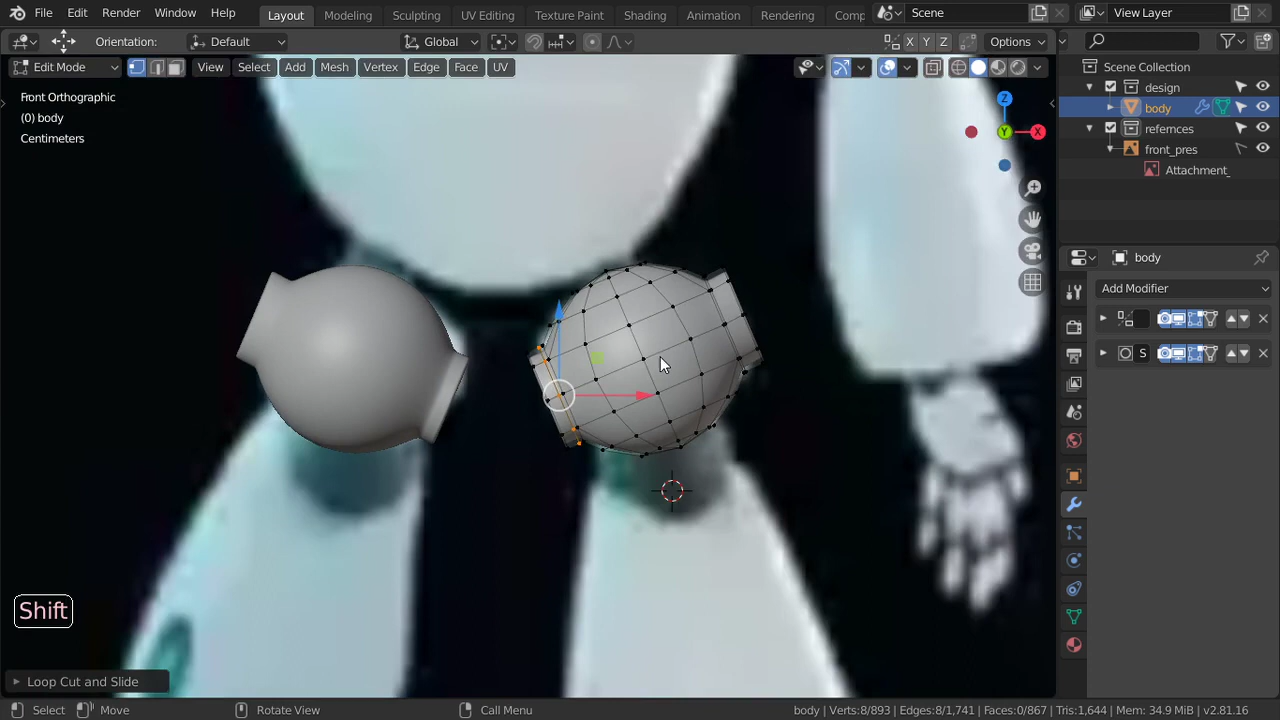 File Edit Render Window Help Layout Modeling Sculpting UV Editing Texture Paint Shading Animation Rendering Comp Scene View Layer
Orientation: Default Global X Y Z Options
Edit Mode View Select Add Mesh Vertex Edge Face UV
Scene Collection
design
body
refernces
front_pres
Attachment_
Front Orthographic
(0) body
Centimeters
Z
Y
X
body
Add Modifier
S
Shift
Loop Cut and Slide
Select Move Rotate View Call Menu body | Verts:8/893 | Edges:8/1,741 | Faces:0/867 | Tris:1,644 | Mem: 34.9 MiB | v2.81.16